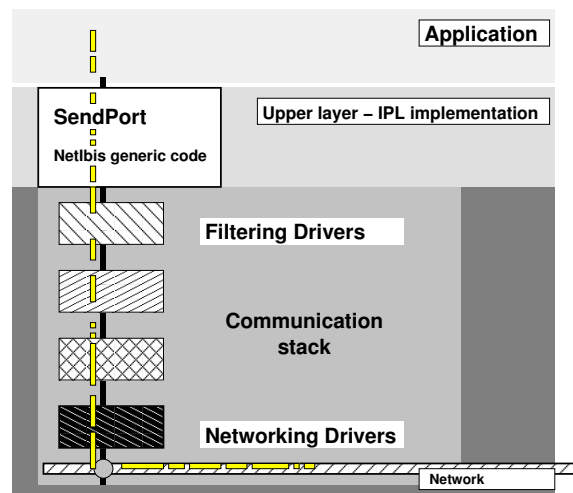 Application
Upper layer – IPL implementation
SendPort
NetIbis generic code
Filtering Drivers
Communication
stack
Networking Drivers
Network